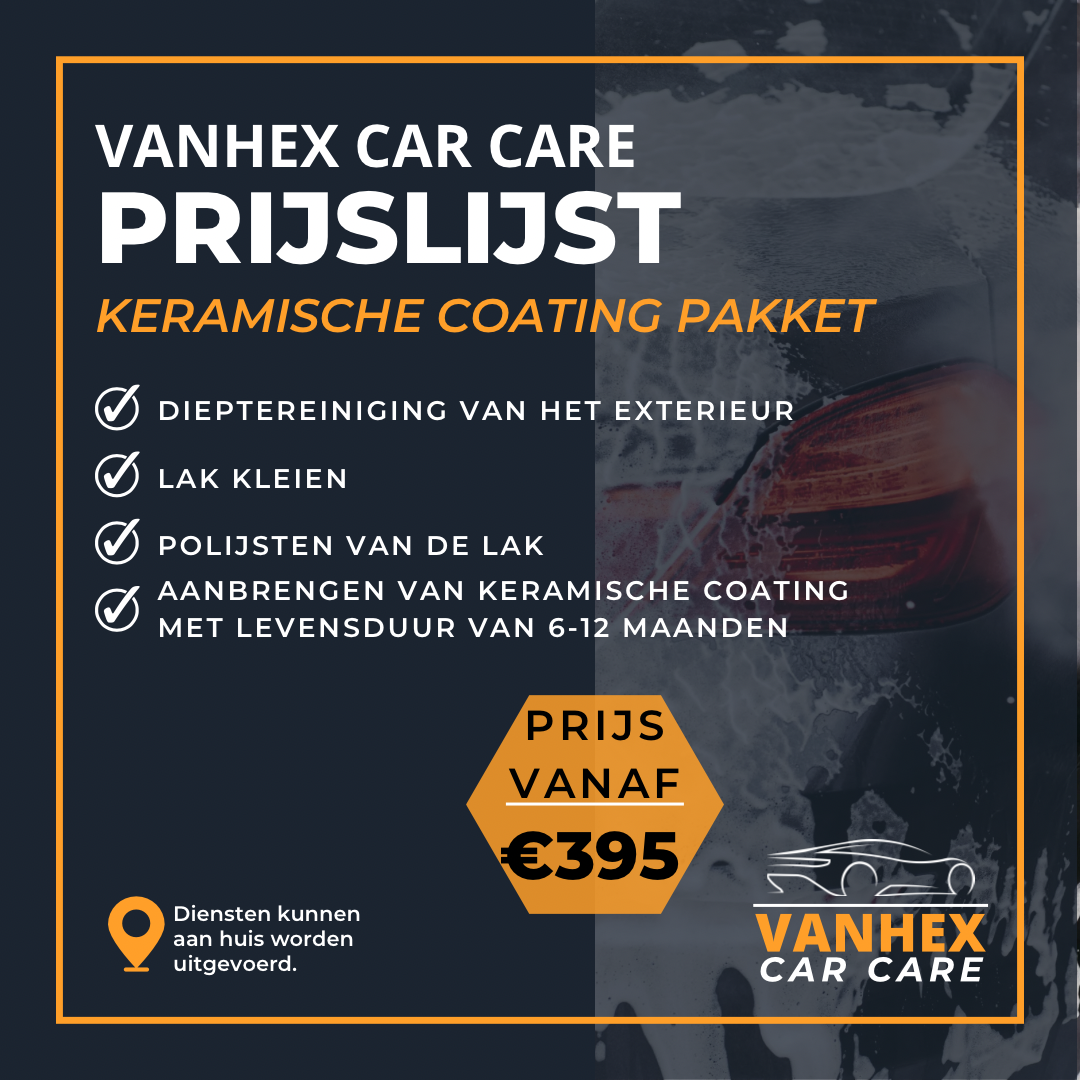 VANHEX CAR CARE
PRIJSLIJST
KERAMISCHE COATING PAKKET
DIEPTEREINIGING VAN HET EXTERIEUR
LAK KLEIEN
POLIJSTEN VAN DE LAK
AANBRENGEN VAN KERAMISCHE COATING
MET LEVENSDUUR VAN 6-12 MAANDEN
PRIJS
VANAF
€395
Diensten kunnen
aan huis worden
uitgevoerd.
VANHEX
CAR CARE